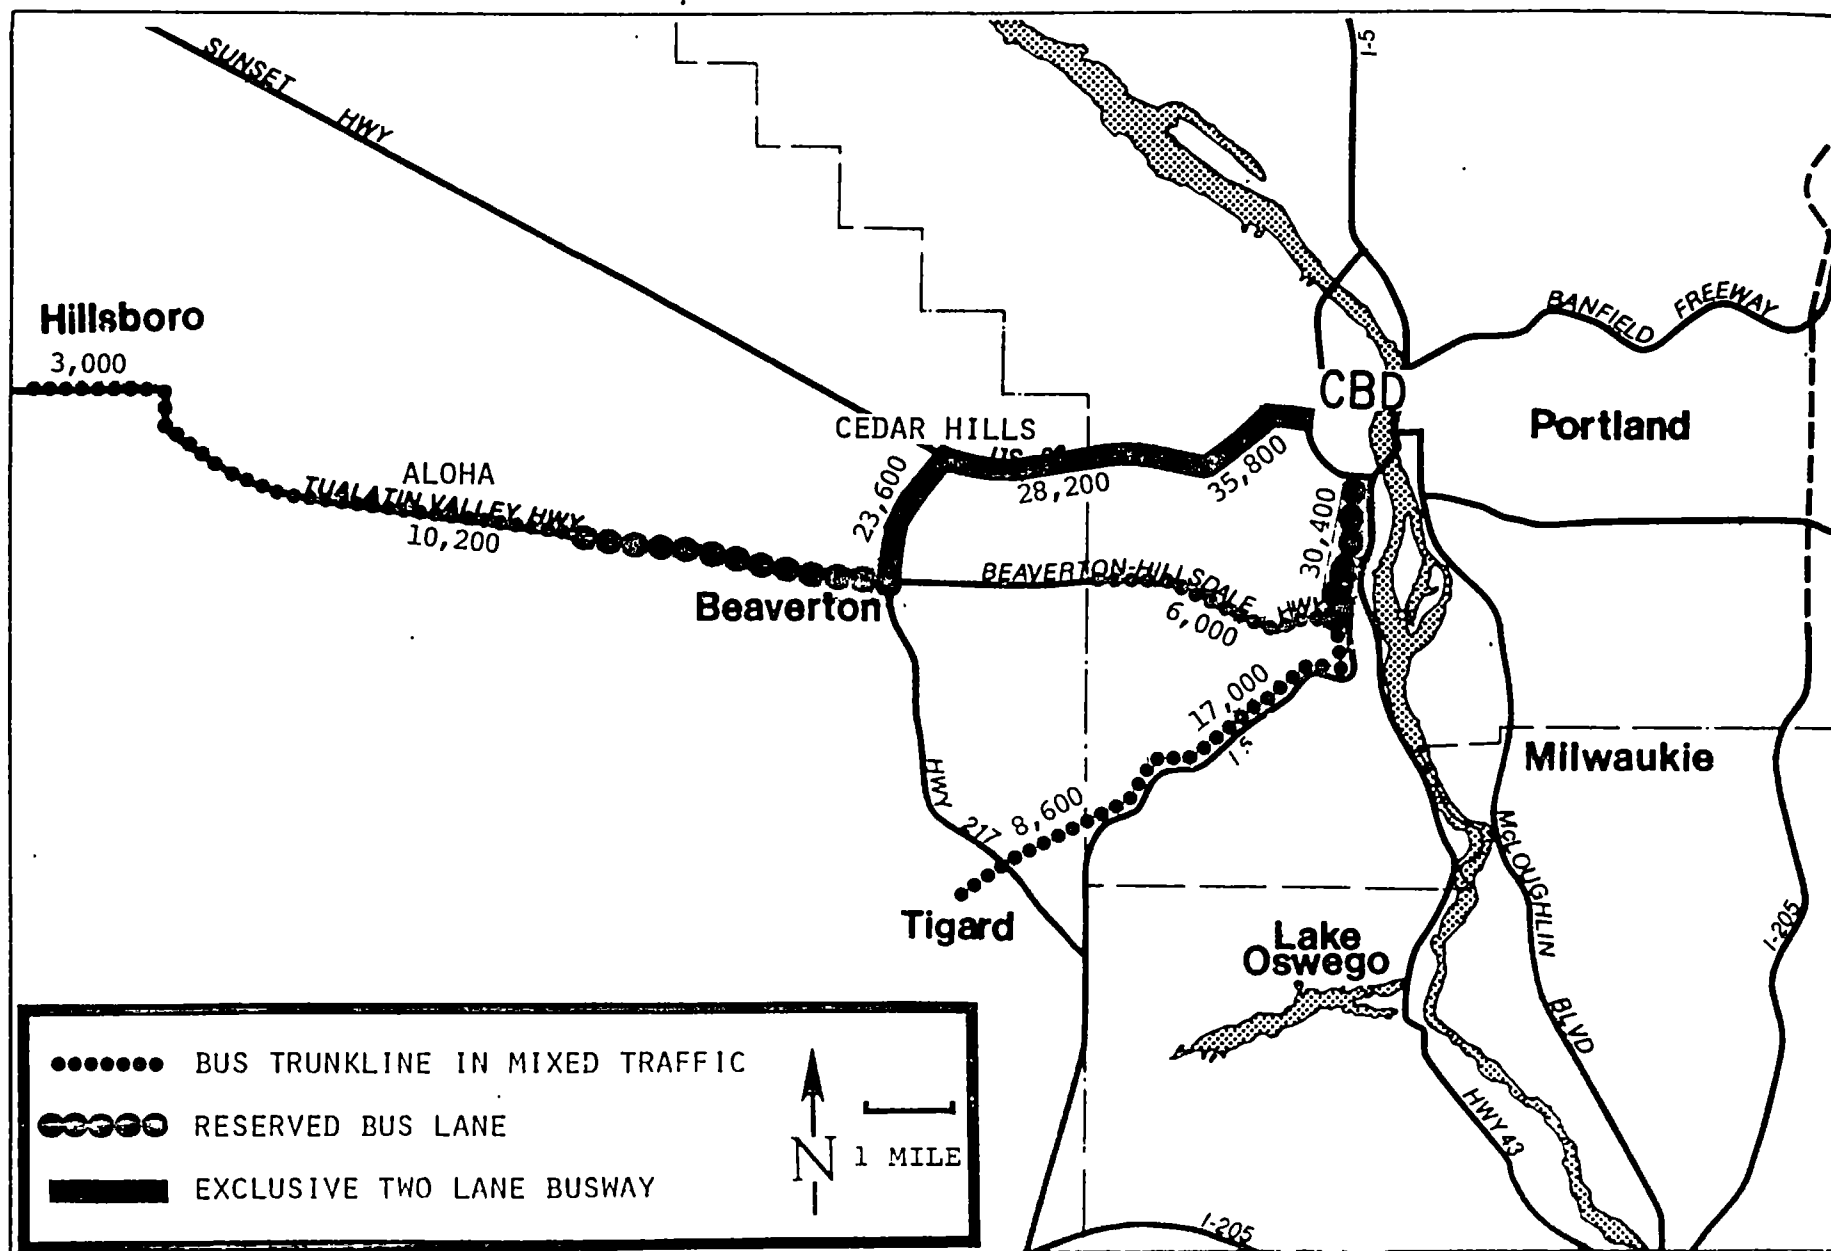 I-5
SUNSET HWY
Hillsboro
3,000
BANFIELD FREEWAY
CBD
Portland
CEDAR HILLS
US
ALOHA
TUALATIN VALLEY HWY
10,200
23,600
28,200
35,800
30,400
BEAVERTON-HILLSDALE HWY
6,000
Beaverton
17,000
I-5
Milwaukie
HWY 217
8,600
McLOUGHLIN BLVD
Tigard
Lake
Oswego
I-205
HWY 43
I-205
BUS TRUNKLINE IN MIXED TRAFFIC
RESERVED BUS LANE
EXCLUSIVE TWO LANE BUSWAY
N
1 MILE